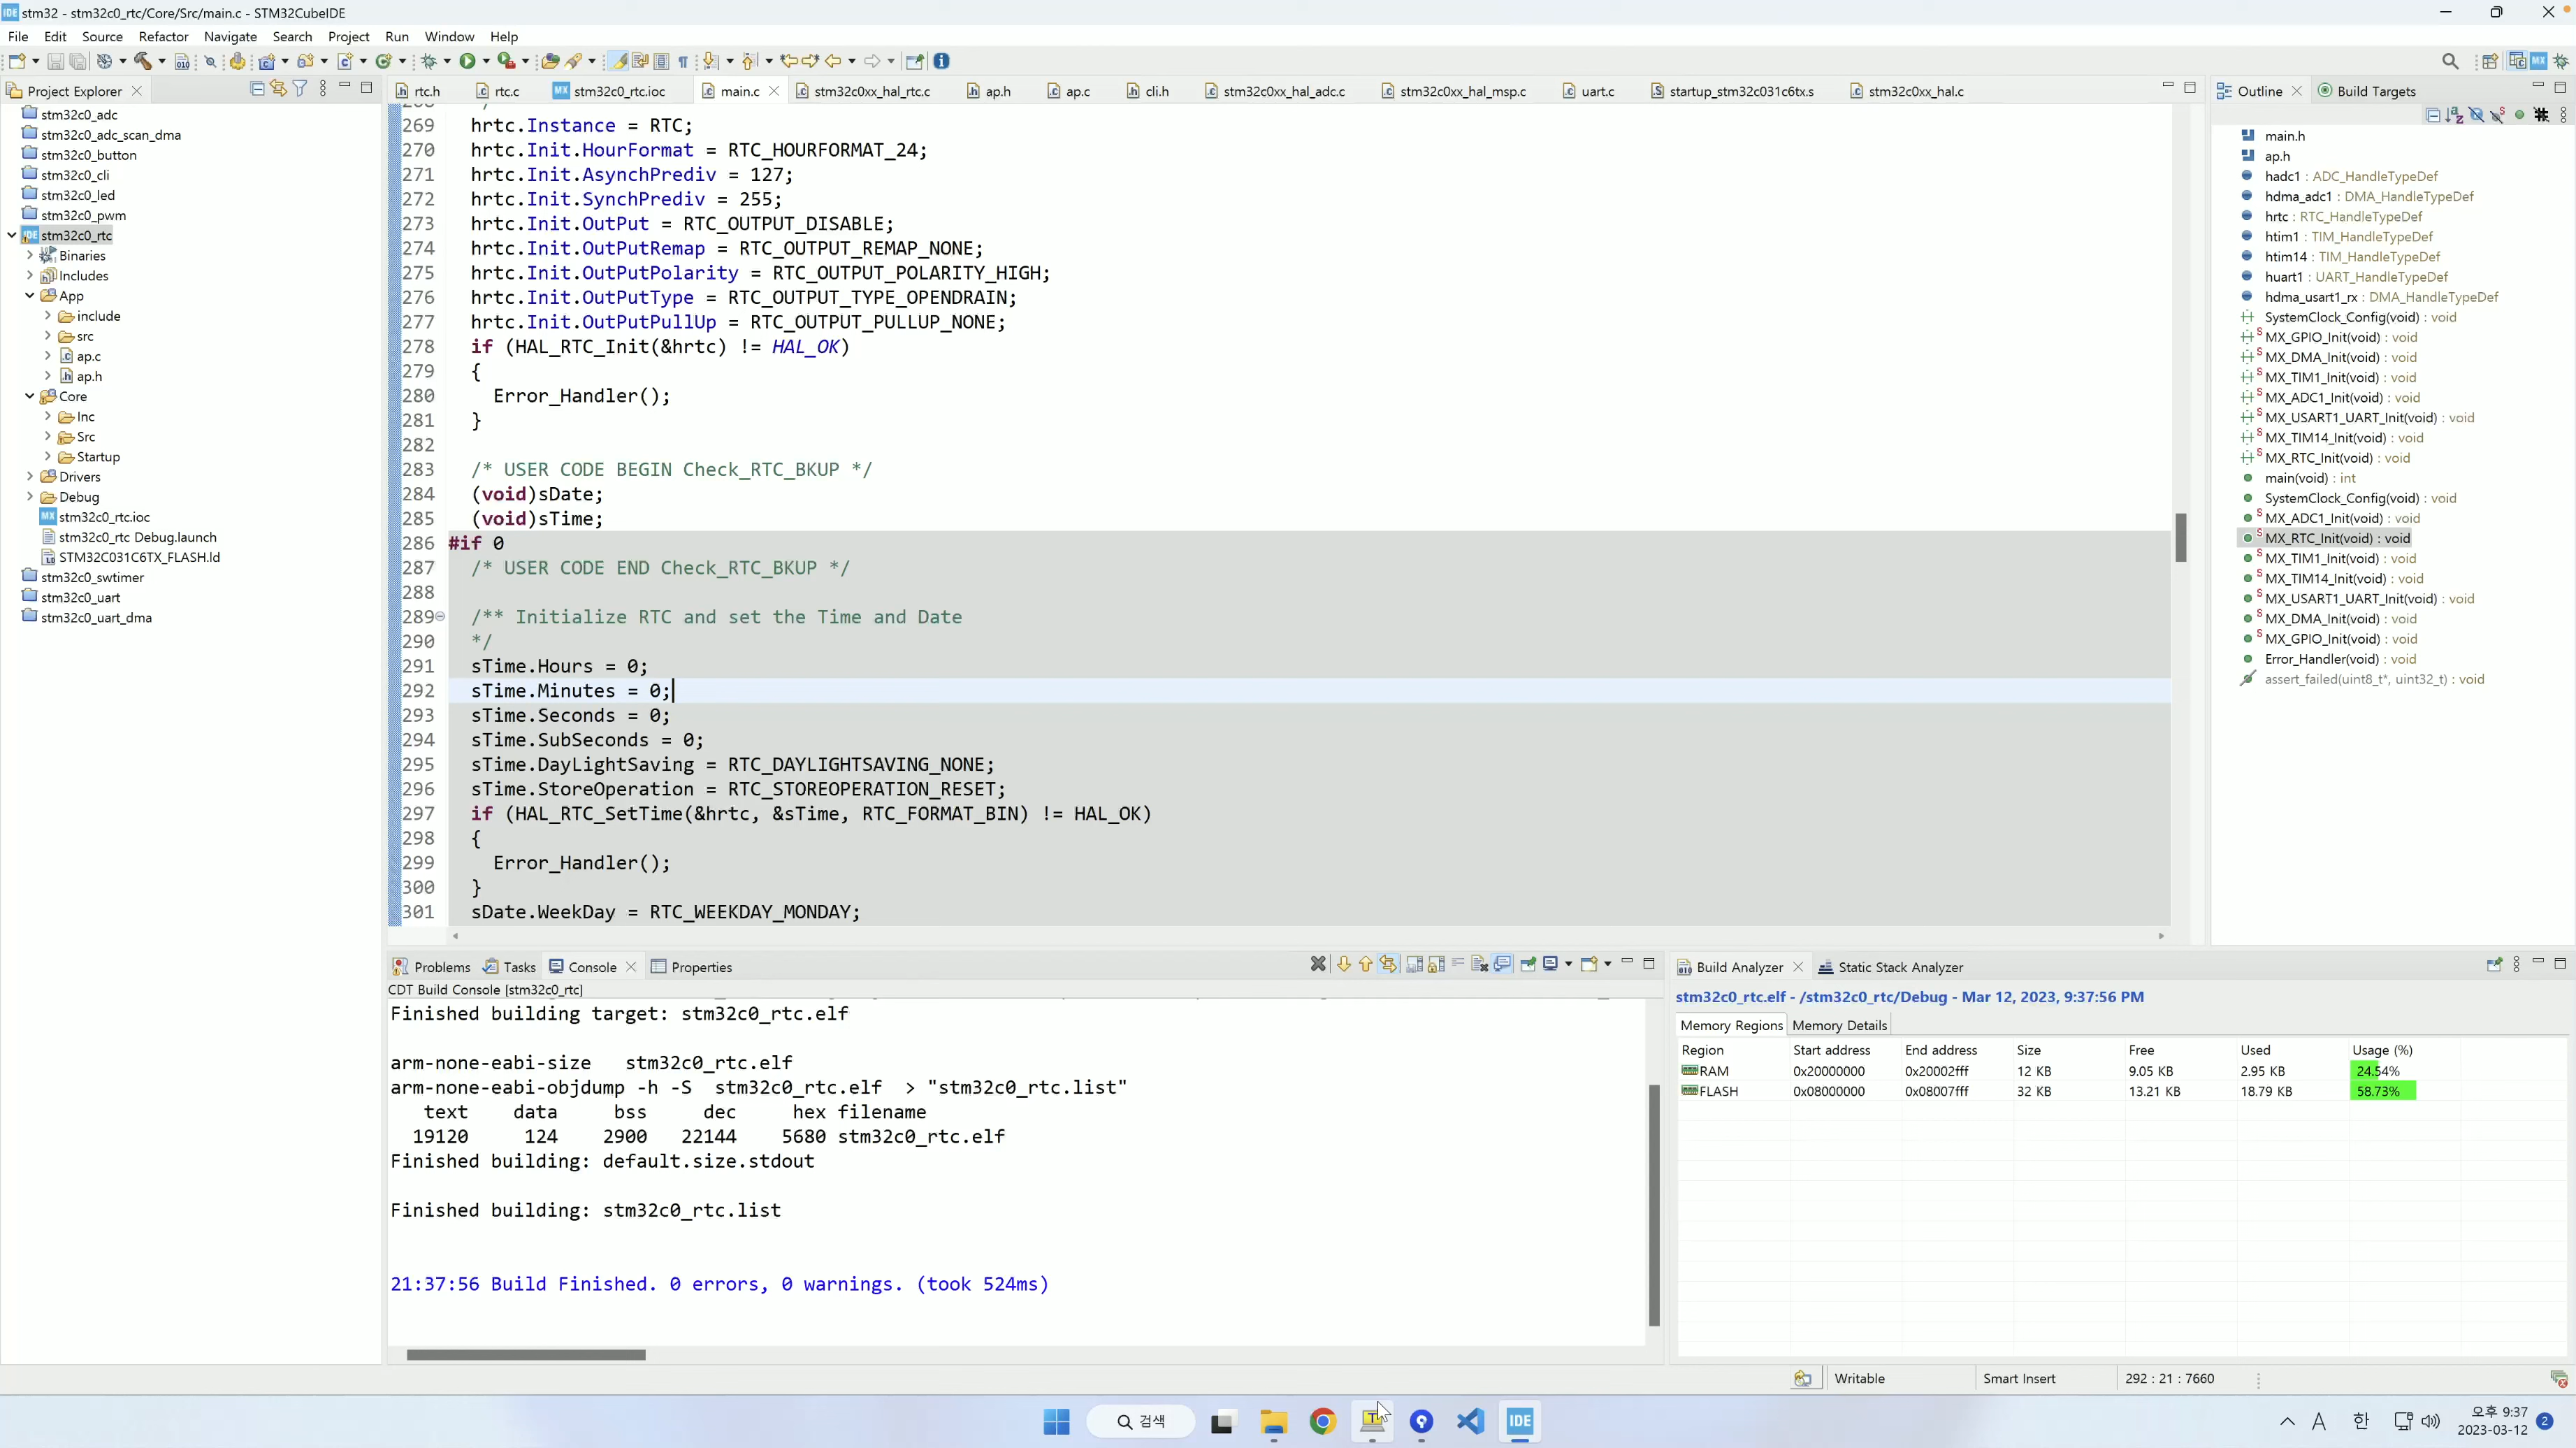 IDE stm32 - stm32c0_rtc/Core/Src/main.c - STM32CubeIDE
File Edit Source Refactor Navigate Search Project Run Window Help
Project Explorer
stm32c0_adc
stm32c0_adc_scan_dma
stm32c0_button
stm32c0_cli
stm32c0_led
stm32c0_pwm
stm32c0_rtc
Binaries
Includes
App
include
src
ap.c
ap.h
Core
Inc
Src
Startup
Drivers
Debug
MX stm32c0_rtc.ioc
stm32c0_rtc Debug.launch
STM32C031C6TX_FLASH.ld
stm32c0_swtimer
stm32c0_uart
stm32c0_uart_dma
rtc.h rtc.c MX stm32c0_rtc.ioc main.c stm32c0xx_hal_rtc.c ap.h ap.c cli.h stm32c0xx_hal_adc.c stm32c0xx_hal_msp.c uart.c startup_stm32c031c6tx.s stm32c0xx_hal.c
269 hrtc.Instance = RTC;
270 hrtc.Init.HourFormat = RTC_HOURFORMAT_24;
271 hrtc.Init.AsynchPrediv = 127;
272 hrtc.Init.SynchPrediv = 255;
273 hrtc.Init.OutPut = RTC_OUTPUT_DISABLE;
274 hrtc.Init.OutPutRemap = RTC_OUTPUT_REMAP_NONE;
275 hrtc.Init.OutPutPolarity = RTC_OUTPUT_POLARITY_HIGH;
276 hrtc.Init.OutPutType = RTC_OUTPUT_TYPE_OPENDRAIN;
277 hrtc.Init.OutPutPullUp = RTC_OUTPUT_PULLUP_NONE;
278 if (HAL_RTC_Init(&hrtc) != HAL_OK)
279 {
280 Error_Handler();
281 }
282
283 /* USER CODE BEGIN Check_RTC_BKUP */
284 (void)sDate;
285 (void)sTime;
286 #if 0
287 /* USER CODE END Check_RTC_BKUP */
288
289 /** Initialize RTC and set the Time and Date
290 */
291 sTime.Hours = 0;
292 sTime.Minutes = 0;
293 sTime.Seconds = 0;
294 sTime.SubSeconds = 0;
295 sTime.DayLightSaving = RTC_DAYLIGHTSAVING_NONE;
296 sTime.StoreOperation = RTC_STOREOPERATION_RESET;
297 if (HAL_RTC_SetTime(&hrtc, &sTime, RTC_FORMAT_BIN) != HAL_OK)
298 {
299 Error_Handler();
300 }
301 sDate.WeekDay = RTC_WEEKDAY_MONDAY;
Outline Build Targets
main.h
ap.h
hadc1 : ADC_HandleTypeDef
hdma_adc1 : DMA_HandleTypeDef
hrtc : RTC_HandleTypeDef
htim1 : TIM_HandleTypeDef
htim14 : TIM_HandleTypeDef
huart1 : UART_HandleTypeDef
hdma_usart1_rx : DMA_HandleTypeDef
SystemClock_Config(void) : void
MX_GPIO_Init(void) : void
MX_DMA_Init(void) : void
MX_TIM1_Init(void) : void
MX_ADC1_Init(void) : void
MX_USART1_UART_Init(void) : void
MX_TIM14_Init(void) : void
MX_RTC_Init(void) : void
main(void) : int
SystemClock_Config(void) : void
MX_ADC1_Init(void) : void
MX_RTC_Init(void) : void
MX_TIM1_Init(void) : void
MX_TIM14_Init(void) : void
MX_USART1_UART_Init(void) : void
MX_DMA_Init(void) : void
MX_GPIO_Init(void) : void
Error_Handler(void) : void
assert_failed(uint8_t*, uint32_t) : void
Problems Tasks Console Properties
CDT Build Console [stm32c0_rtc]
Finished building target: stm32c0_rtc.elf
arm-none-eabi-size stm32c0_rtc.elf
arm-none-eabi-objdump -h -S stm32c0_rtc.elf > "stm32c0_rtc.list"
text data bss dec hex filename
19120 124 2900 22144 5680 stm32c0_rtc.elf
Finished building: default.size.stdout
Finished building: stm32c0_rtc.list
21:37:56 Build Finished. 0 errors, 0 warnings. (took 524ms)
Build Analyzer Static Stack Analyzer
stm32c0_rtc.elf - /stm32c0_rtc/Debug - Mar 12, 2023, 9:37:56 PM
Memory Regions Memory Details
Region Start address End address Size Free Used Usage (%)
RAM 0x20000000 0x20002fff 12 KB 9.05 KB 2.95 KB 24.54%
FLASH 0x08000000 0x08007fff 32 KB 13.21 KB 18.79 KB 58.73%
Writable Smart Insert 292 : 21 : 7660
검색 IDE A 한 오후 9:37
2023-03-12 2